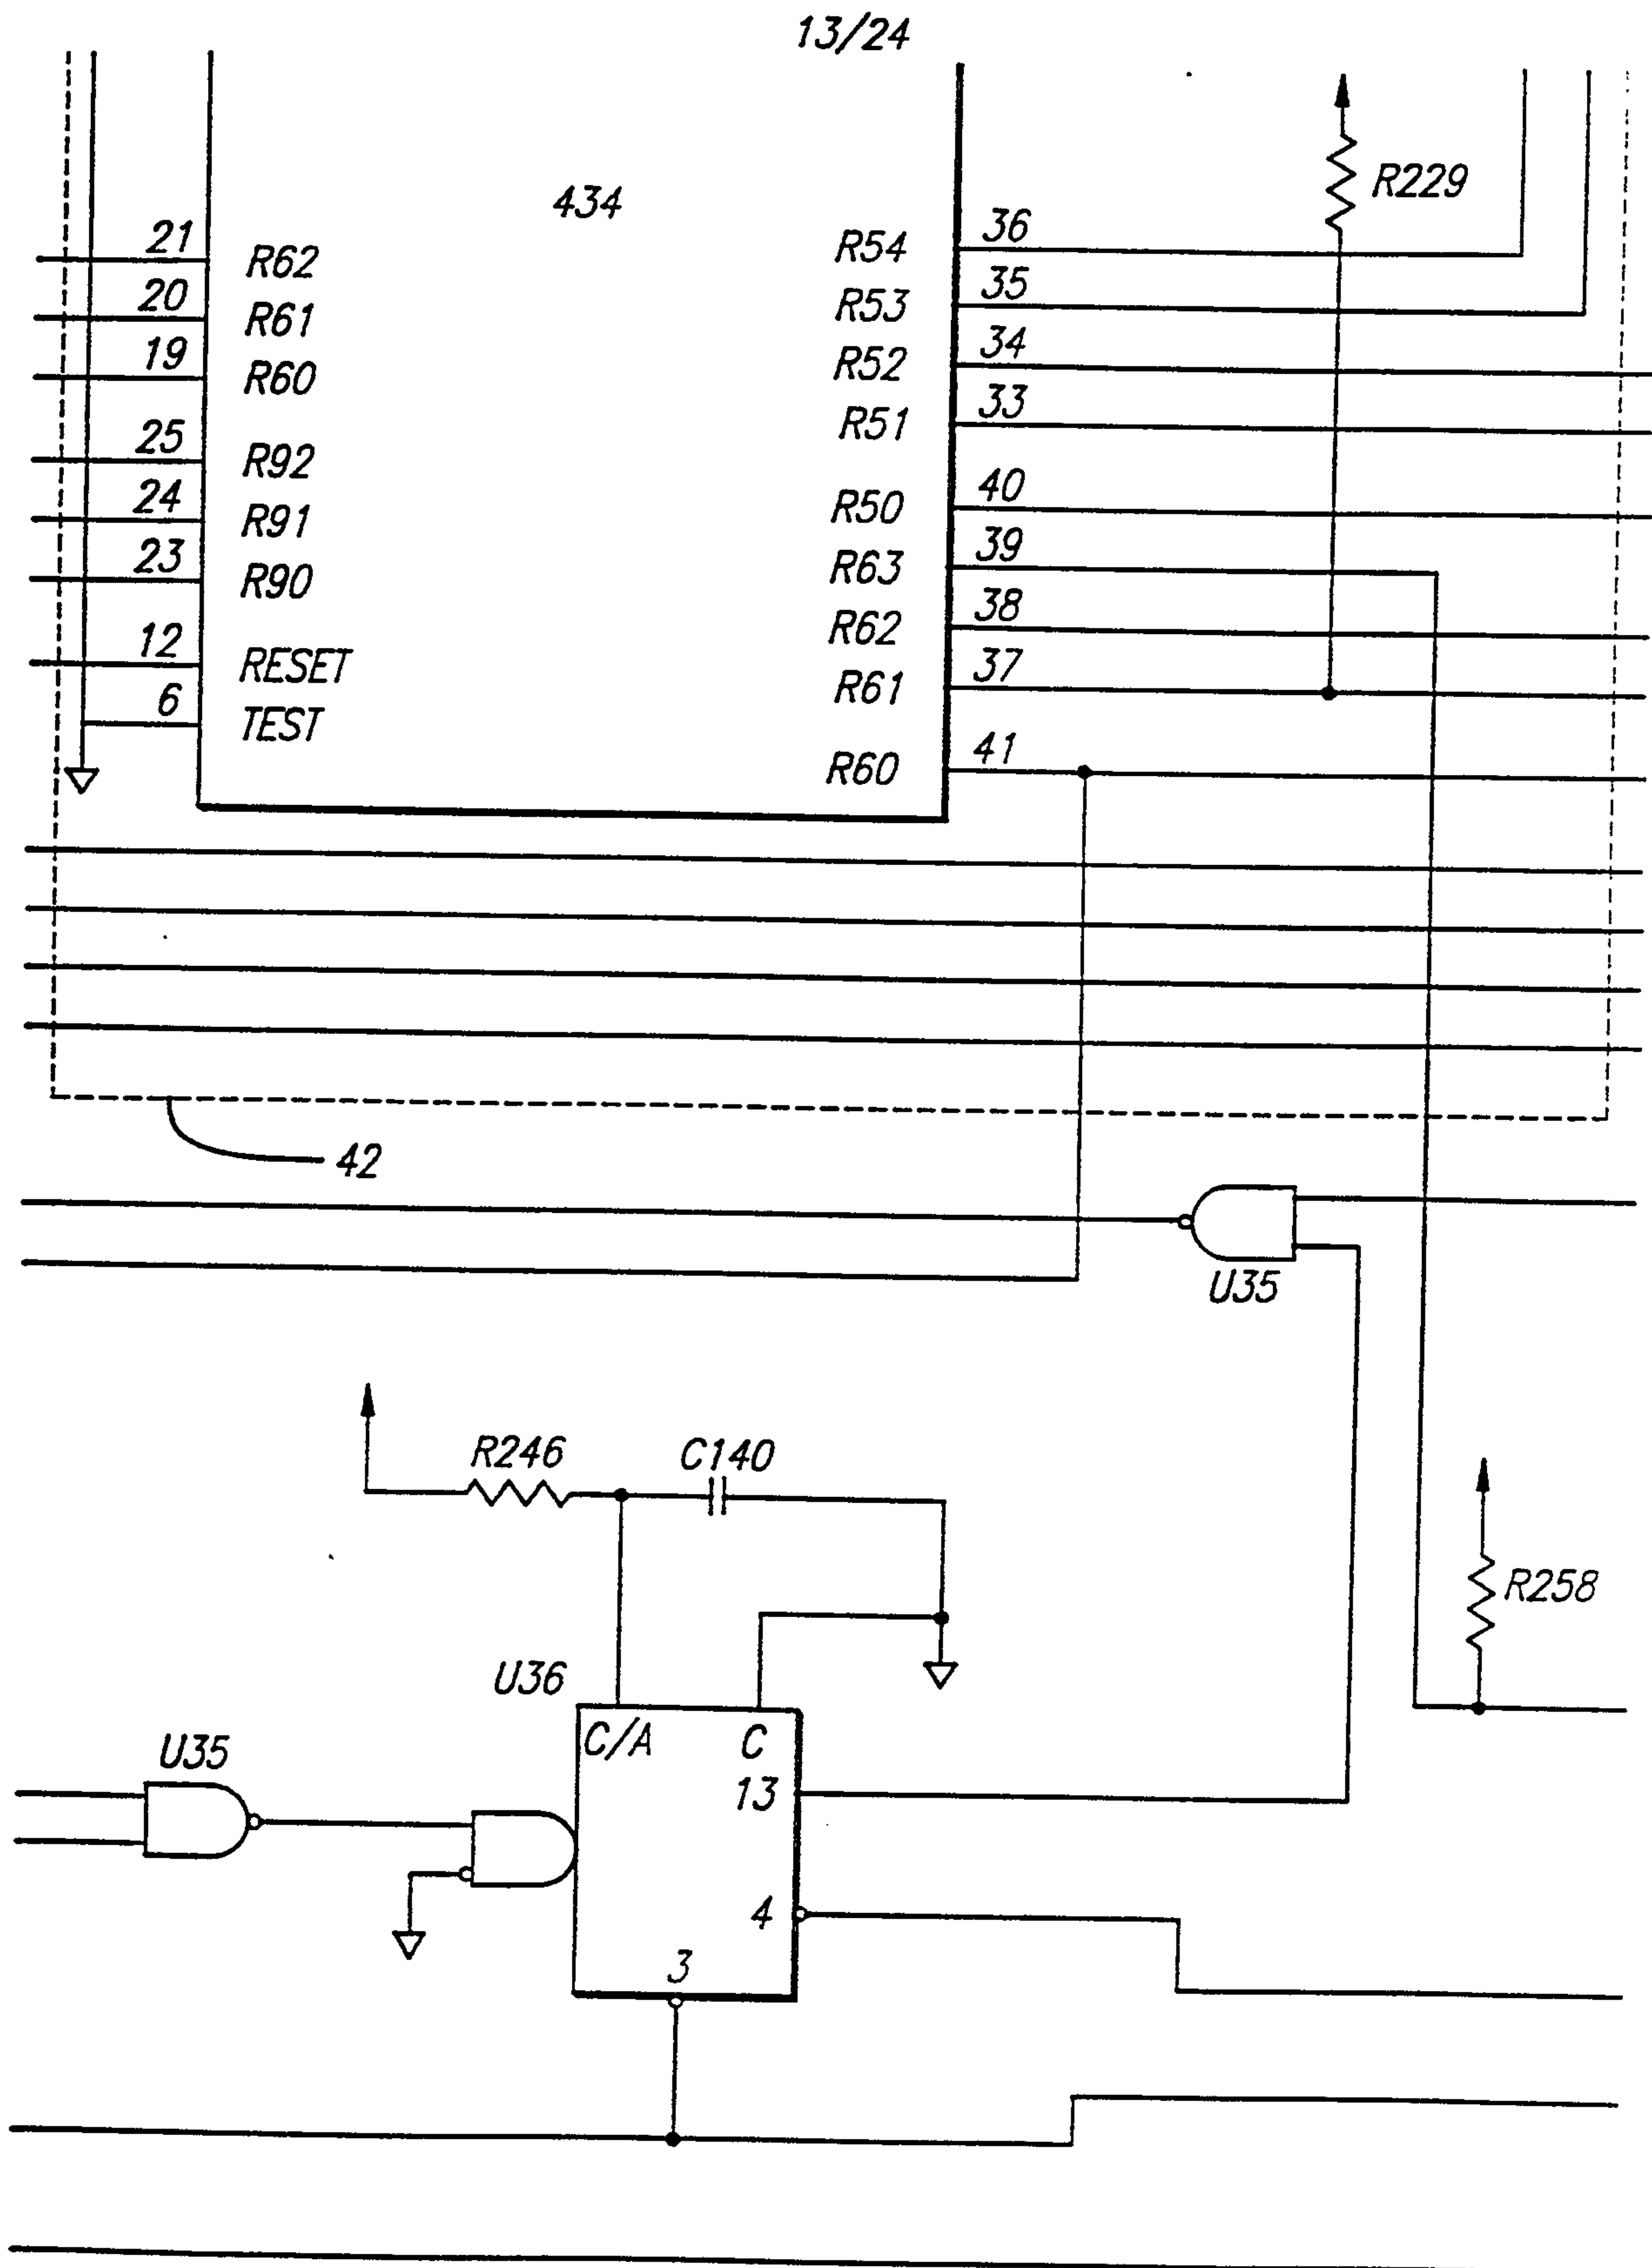 13/24
434
R229
21 R62
20 R61
19 R60
25 R92
24 R91
23 R90
12 RESET
6 TEST
R54 36
R53 35
R52 34
R51 33
R50 40
R63 39
R62 38
R61 37
R60 41
42
U35
R246
C140
R258
U36
C/A
C
13
U35
4
3